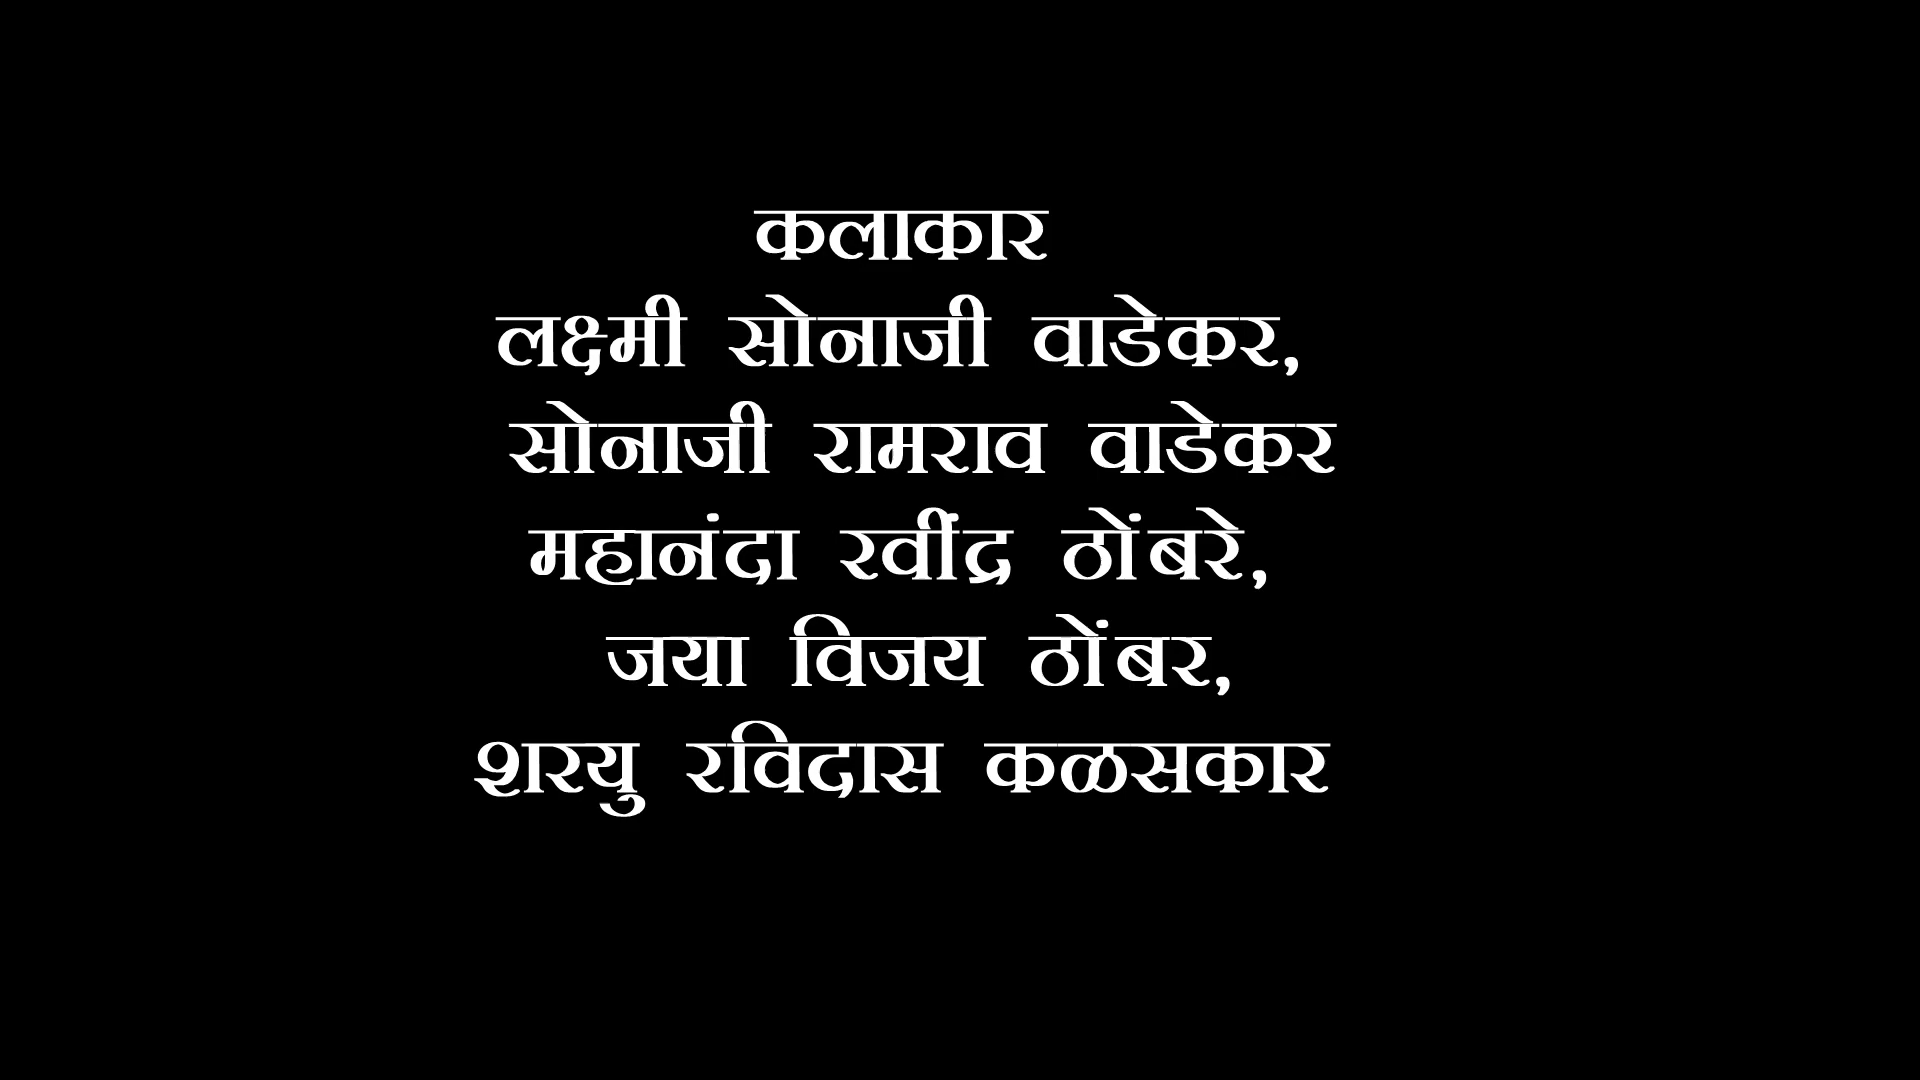 कलाकार
लक्ष्मी सोनाजी वाडेकर,
सोनाजी रामराव वाडेकर
महानंदा रवींद्र ठोंबरे,
जया विजय ठोंबर,
शरयु रविदास कळसकार